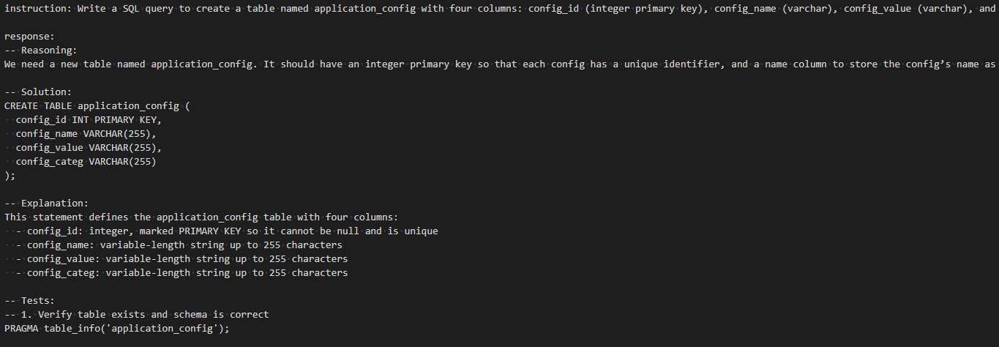 instruction: Write a SQL query to create a table named application_config with four columns: config_id (integer primary key), config_name (varchar), config_value (varchar), and
response:
-- Reasoning:
We need a new table named application_config. It should have an integer primary key so that each config has a unique identifier, and a name column to store the config’s name as
-- Solution:
CREATE TABLE application_config (
  config_id INT PRIMARY KEY,
  config_name VARCHAR(255),
  config_value VARCHAR(255),
  config_categ VARCHAR(255)
);
-- Explanation:
This statement defines the application_config table with four columns:
  - config_id: integer, marked PRIMARY KEY so it cannot be null and is unique
  - config_name: variable-length string up to 255 characters
  - config_value: variable-length string up to 255 characters
  - config_categ: variable-length string up to 255 characters
-- Tests:
-- 1. Verify table exists and schema is correct
PRAGMA table_info('application_config');